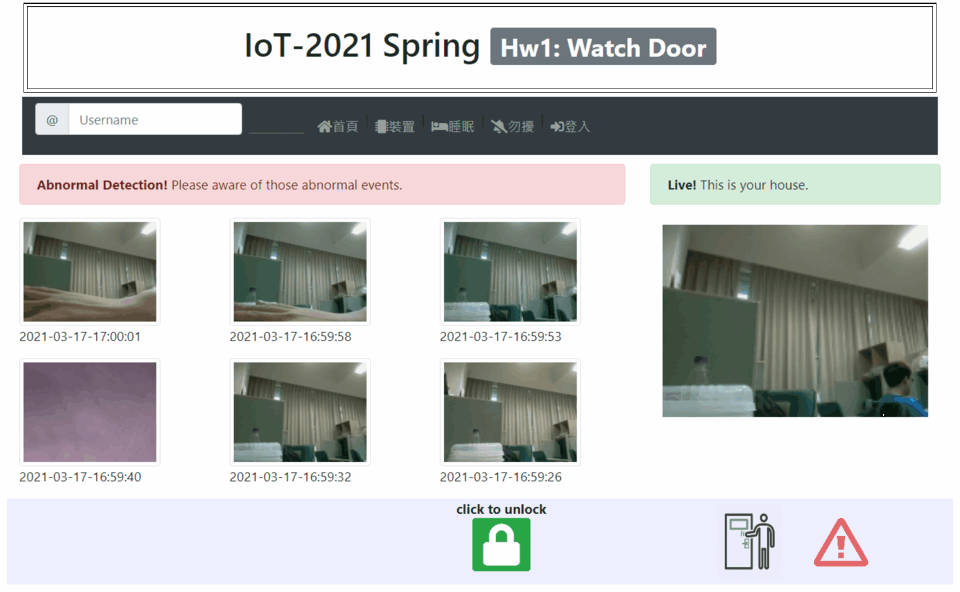 IoT-2021 Spring Hw1: Watch Door
@ Username 首頁 裝置 睡眠 勿擾 登入
Abnormal Detection! Please aware of those abnormal events.
Live! This is your house.
2021-03-17-17:00:01
2021-03-17-16:59:58
2021-03-17-16:59:53
2021-03-17-16:59:40
2021-03-17-16:59:32
2021-03-17-16:59:26
click to unlock